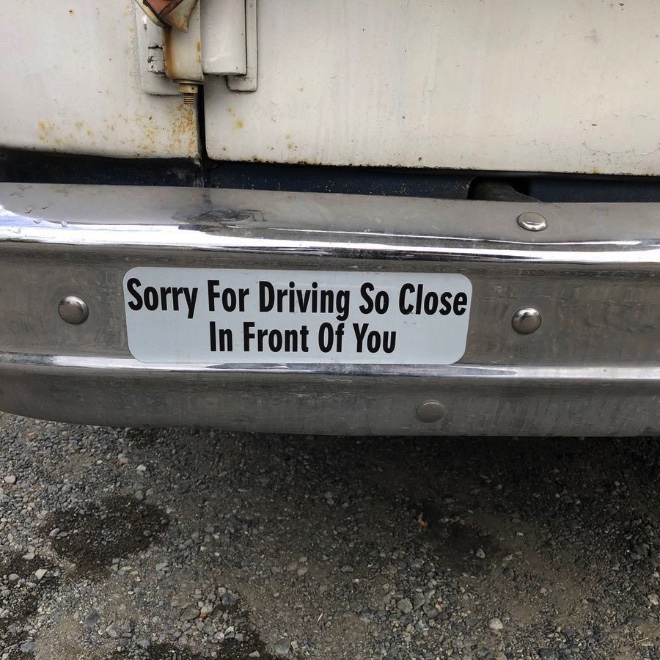 Sorry For Driving So Close
In Front Of You